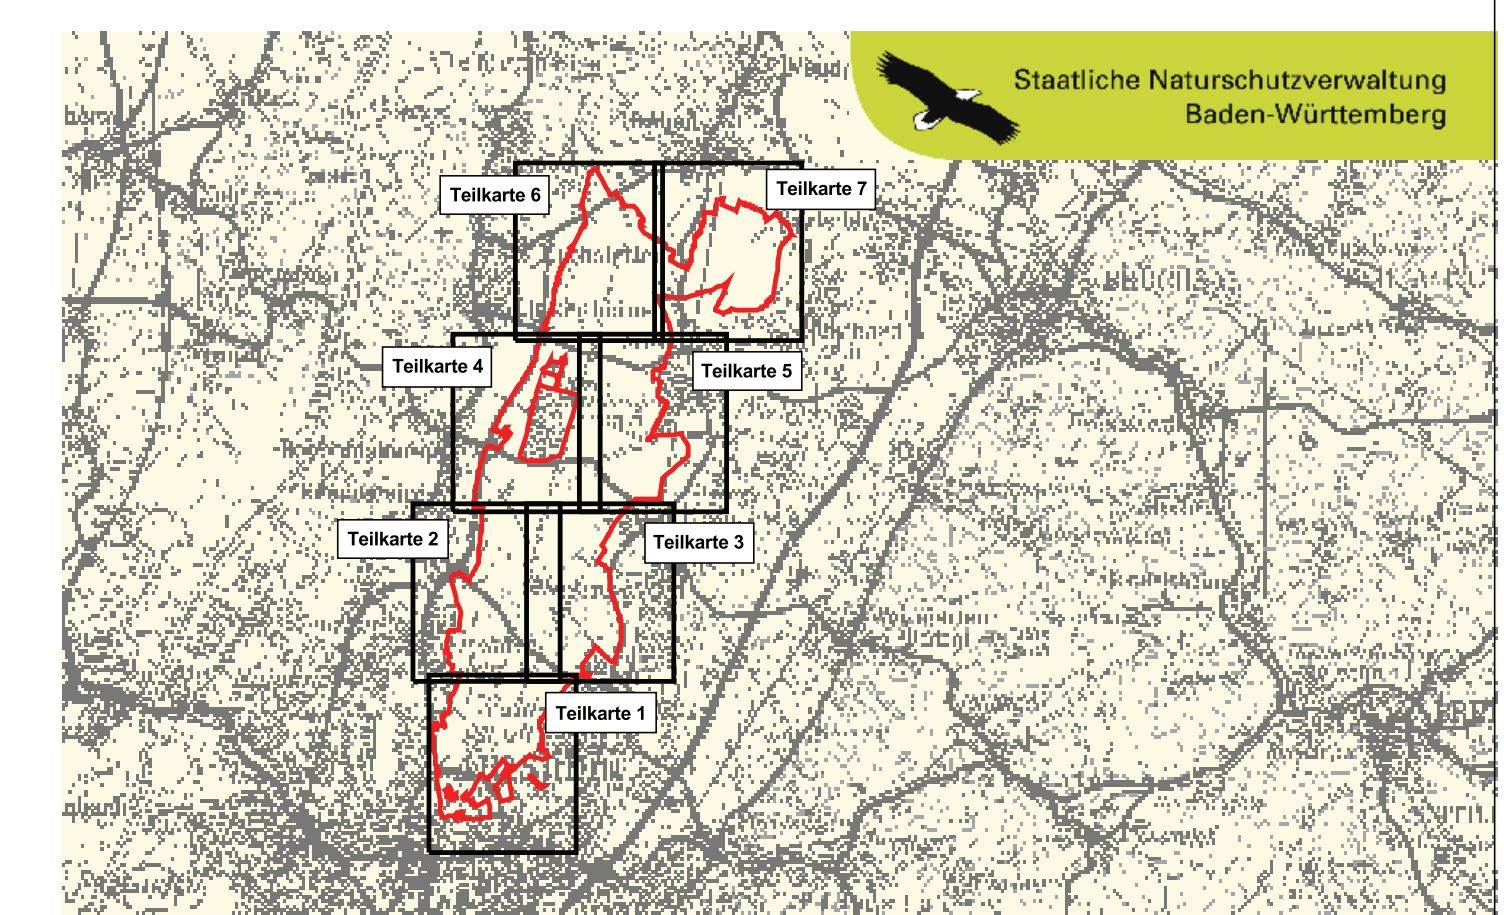 Staatliche Naturschutzverwaltung
Baden-Württemberg
Teilkarte 6
Teilkarte 7
Teilkarte 4
Teilkarte 5
Teilkarte 2
Teilkarte 3
Teilkarte 1